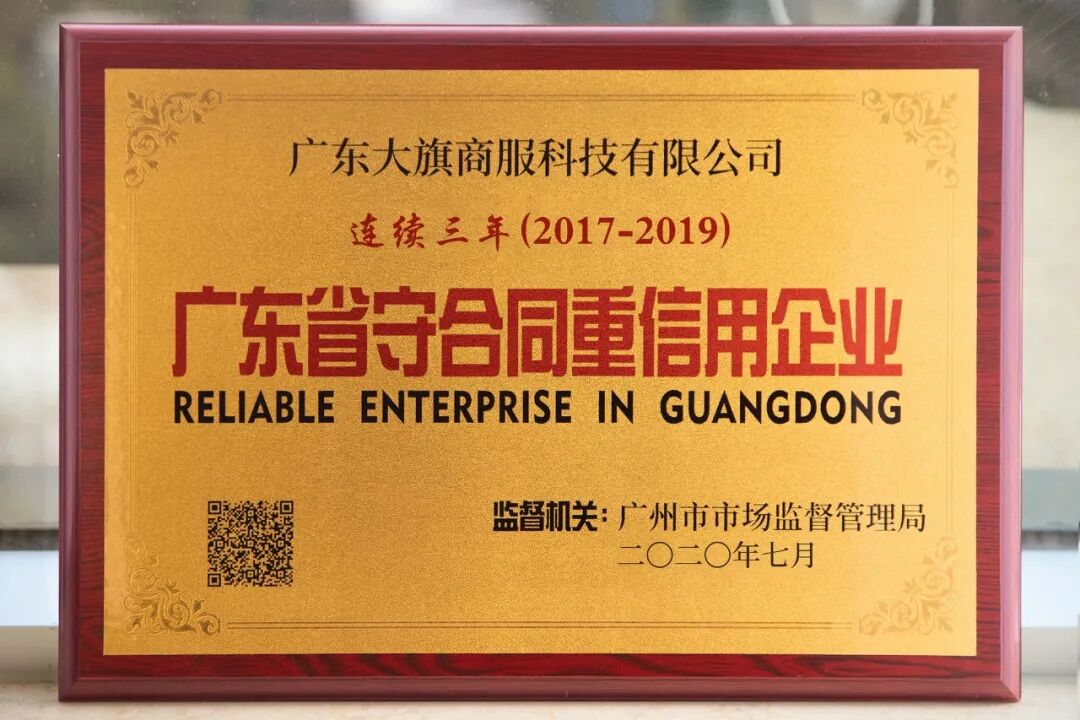 广东大旗商服科技有限公司
连续三年(2017-2019)
广东省守合同重信用企业
RELIABLE ENTERPRISE IN GUANGDONG
监督机关:广州市市场监督管理局
二〇二〇年七月